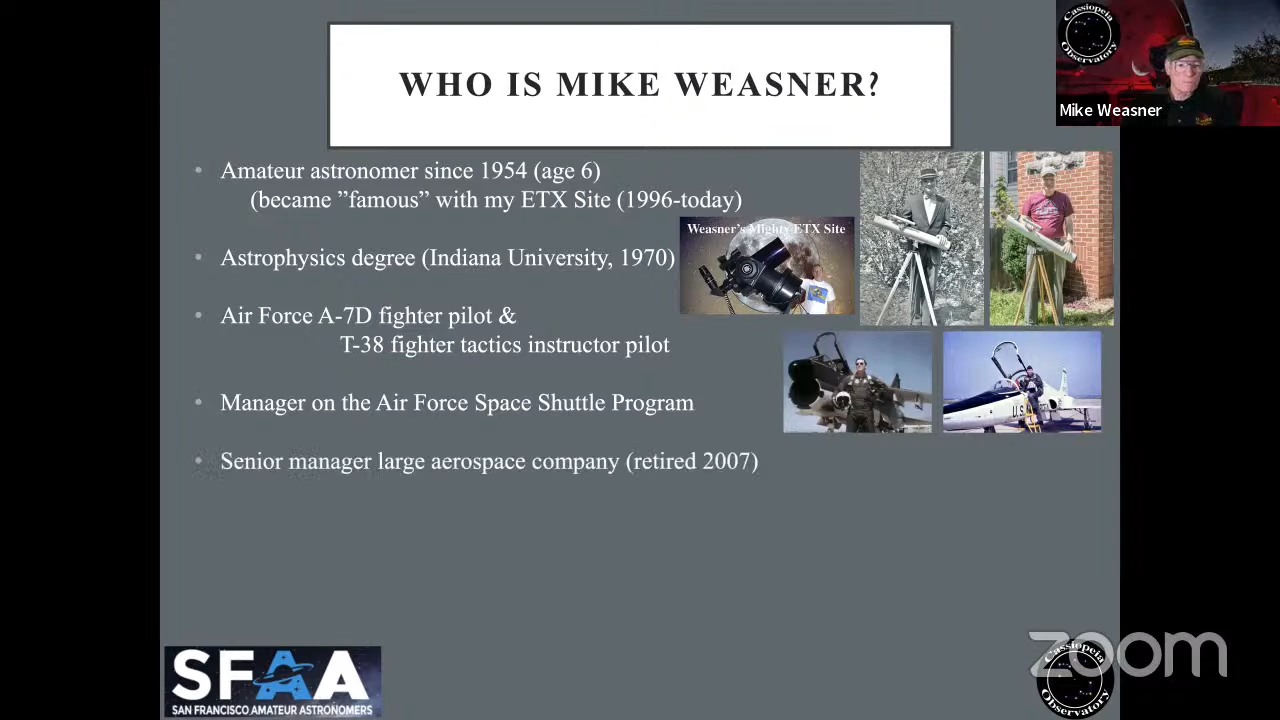 WHO IS MIKE WEASNER?
Cassiopeia
Observatory
Mike Weasner
Amateur astronomer since 1954 (age 6)
(became ”famous” with my ETX Site (1996-today)
Weasner's Mighty ETX Site
Astrophysics degree (Indiana University, 1970)
Air Force A-7D fighter pilot &
T-38 fighter tactics instructor pilot
Manager on the Air Force Space Shuttle Program
Senior manager large aerospace company (retired 2007)
SFAA
SAN FRANCISCO AMATEUR ASTRONOMERS
zoom
Cassiopeia
Observatory